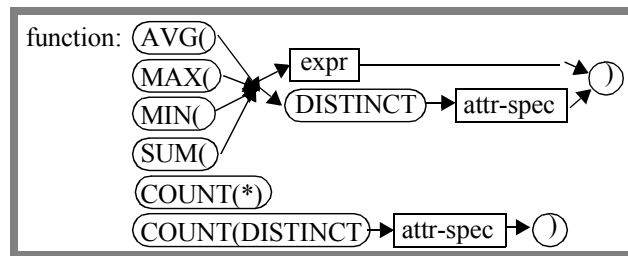 function: AVG(
MAX( expr )
MIN( DISTINCT attr-spec
SUM(
COUNT(*)
COUNT(DISTINCT attr-spec )